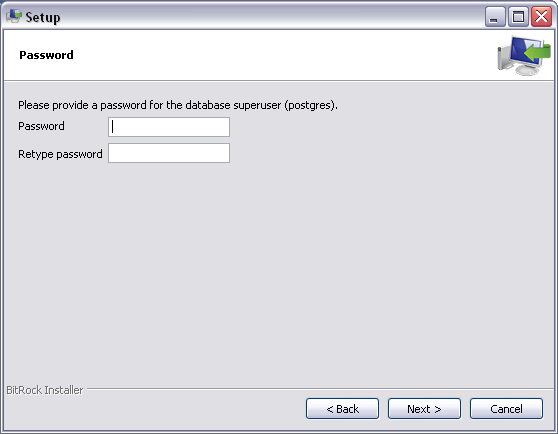 Setup
Password
Please provide a password for the database superuser (postgres).
Password
Retype password
BitRock Installer
< Back Next > Cancel